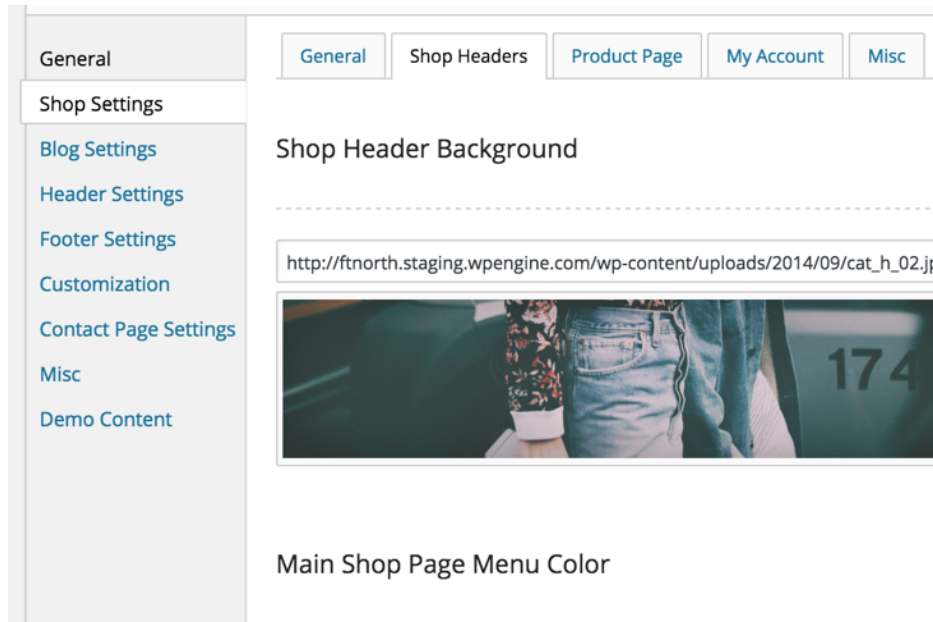 General
Shop Settings
Blog Settings
Header Settings
Footer Settings
Customization
Contact Page Settings
Misc
Demo Content
General Shop Headers Product Page My Account Misc
Shop Header Background
http://ftnorth.staging.wpengine.com/wp-content/uploads/2014/09/cat_h_02.jp
174
Main Shop Page Menu Color